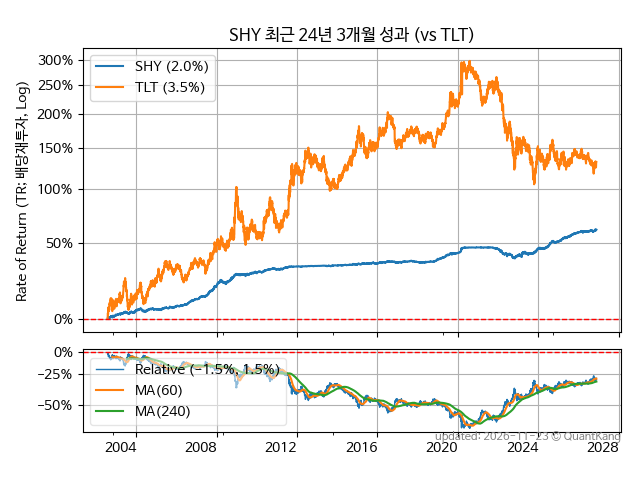 SHY 최근 24년 3개월 성과 (vs TLT)
Rate of Return (TR: 배당재투자, Log)
300%
250%
200%
150%
100%
50%
0%
SHY (2.0%)
TLT (3.5%)
0%
-25%
-50%
Relative (-1.5%, 1.5%)
MA(60)
MA(240)
2004
2008
2012
2016
2020
2024
2028
updated: 2026-11-23 © QuantKang